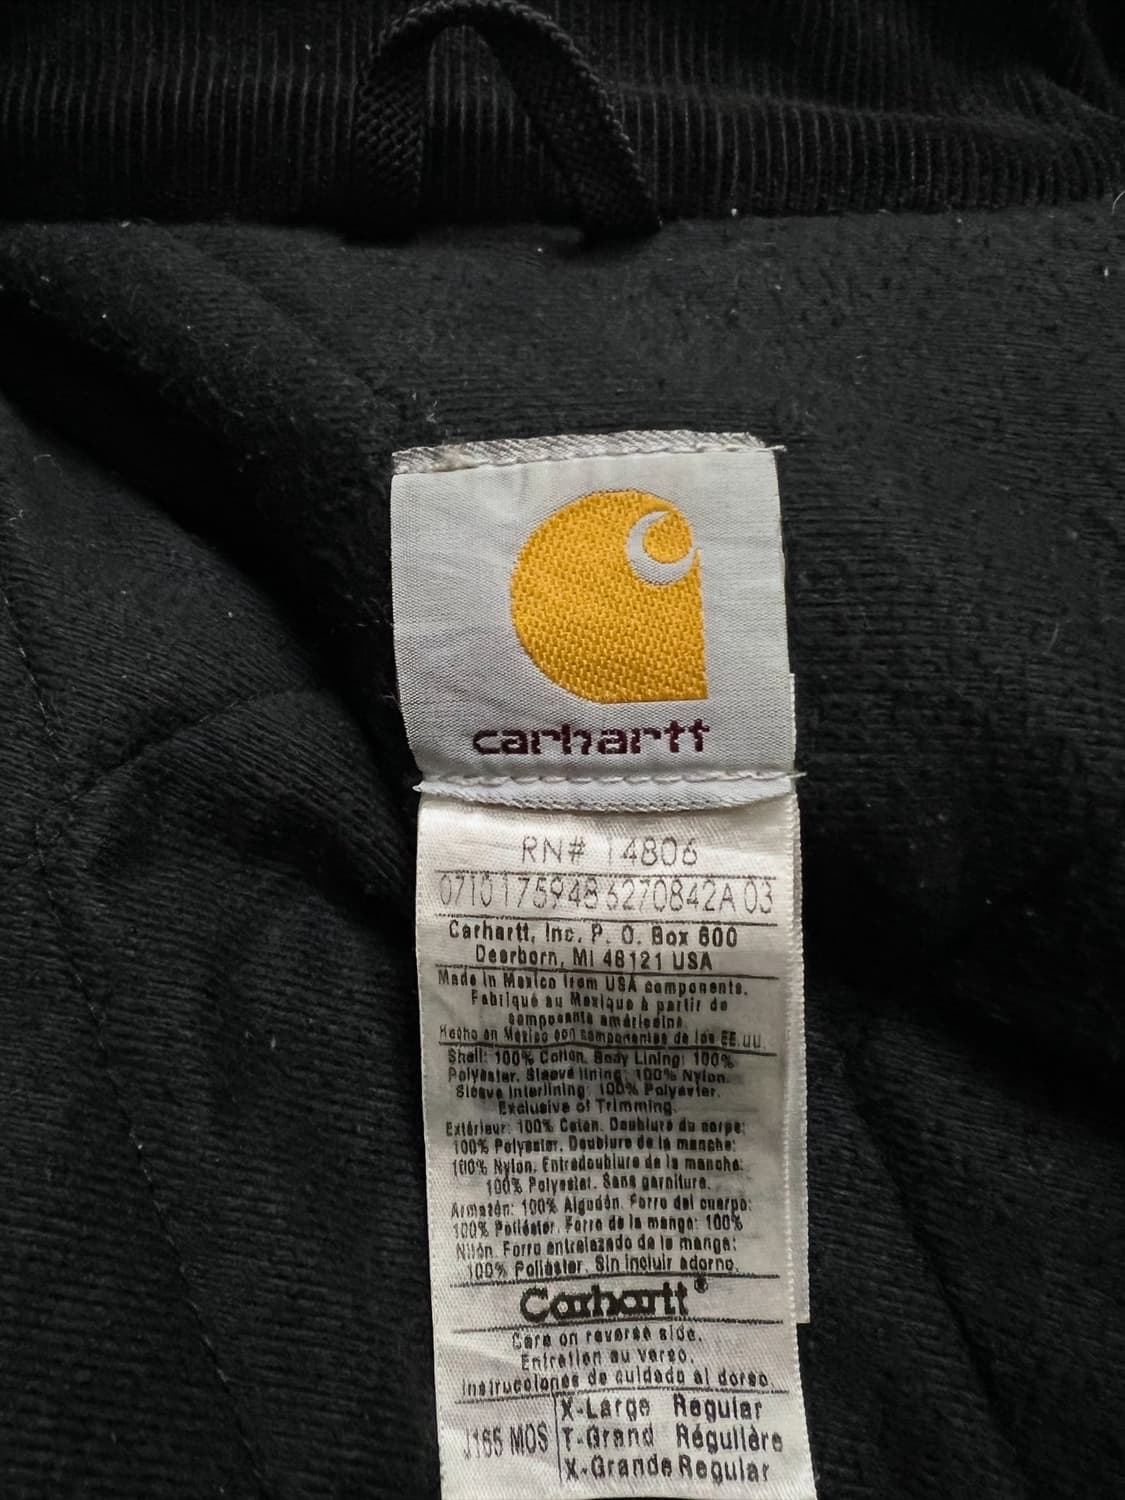 carhartt
RN# 14806
0710175948 6270842A 03
Carhartt, Inc. P. O. Box 600
Dearborn, MI 48121 USA
Made in Mexico from USA components.
Fabriqué au Mexique à partir de
composants américains
Hecho en Mexico con componentes de los EE.UU.
Shell: 100% Cotton. Body Lining: 100%
Polyester. Sleeve lining: 100% Nylon.
Sleeve Interlining: 100% Polyester.
Exclusive of Trimming.
Extérieur: 100% Coton. Doublure du corps:
100% Polyester. Doublure de la manche:
100% Nylon. Entredoublure de la manche:
100% Polyester. Sans garniture.
Armazón: 100% Algodón. Forro del cuerpo:
100% Poliéster. Forro de la manga: 100%
Nilón. Forro entrelazado de la manga:
100% Poliéster. Sin incluir adorno.
Carhartt®
Care on reverse side.
Entretien au verso.
Instrucciones de cuidado al dorso.
X-Large Regular
J165 MOS T-Grand Régulière
X-Grande Regular